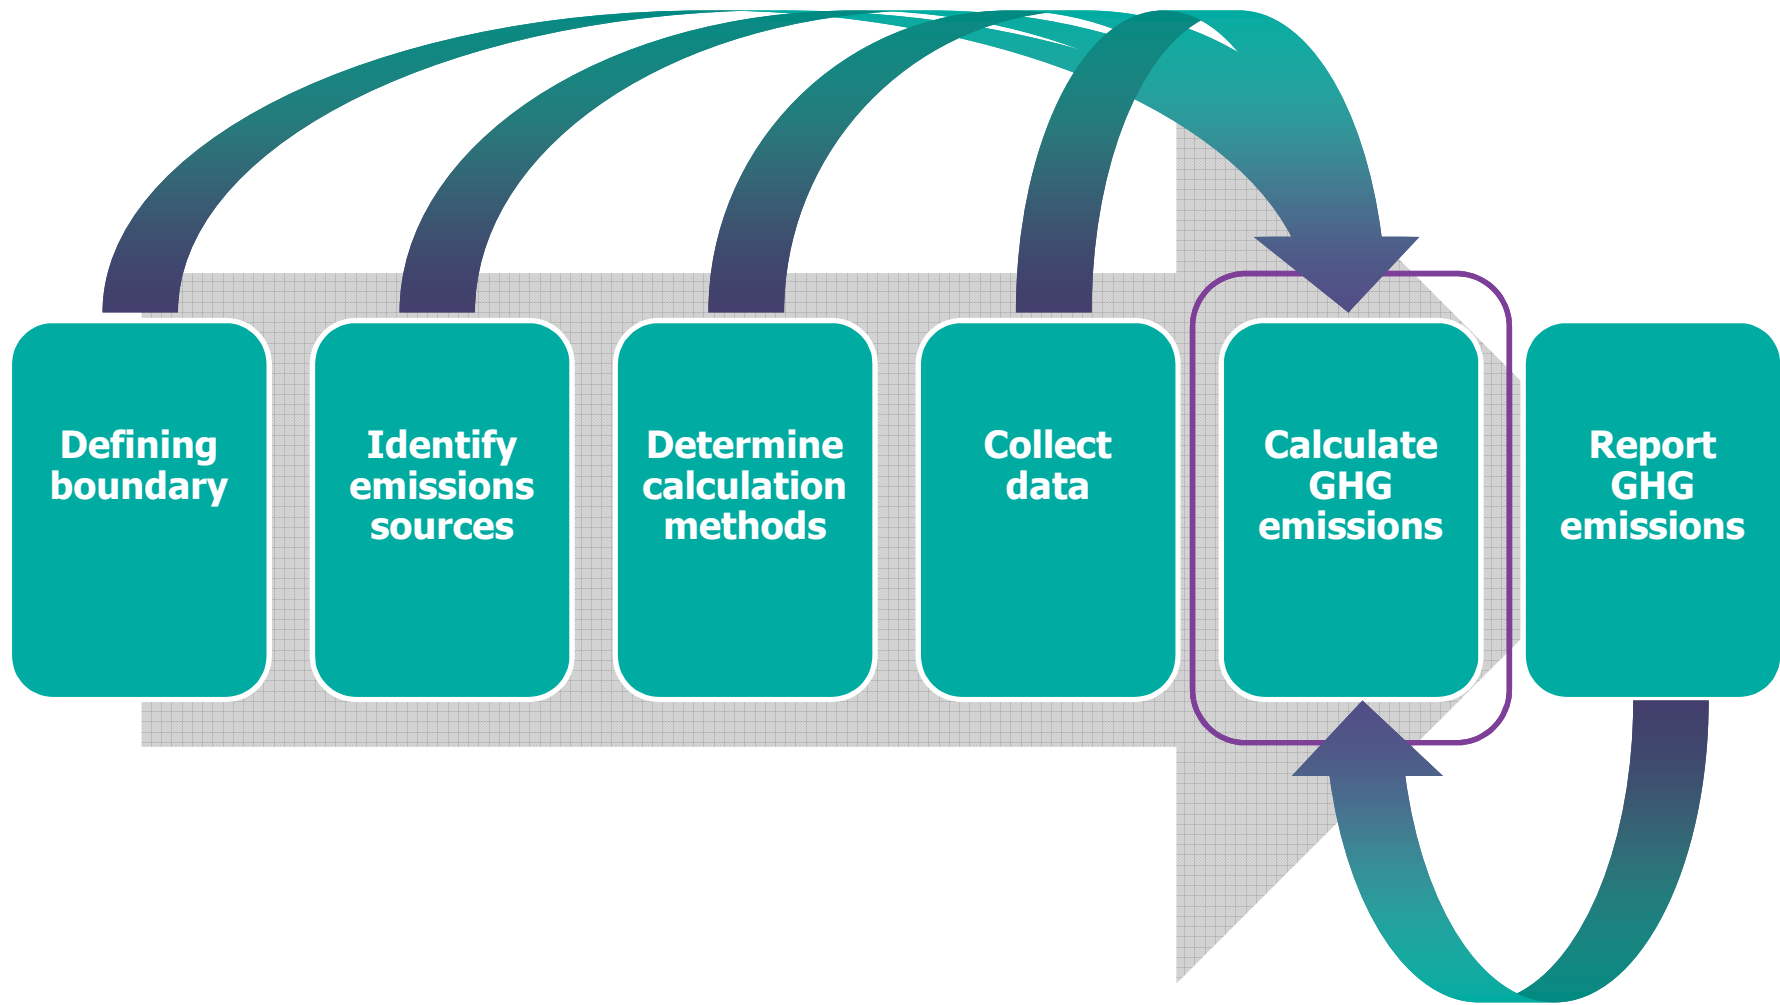 Defining
boundary
Identify
emissions
sources
Determine
calculation
methods
Collect
data
Calculate
GHG
emissions
Report
GHG
emissions